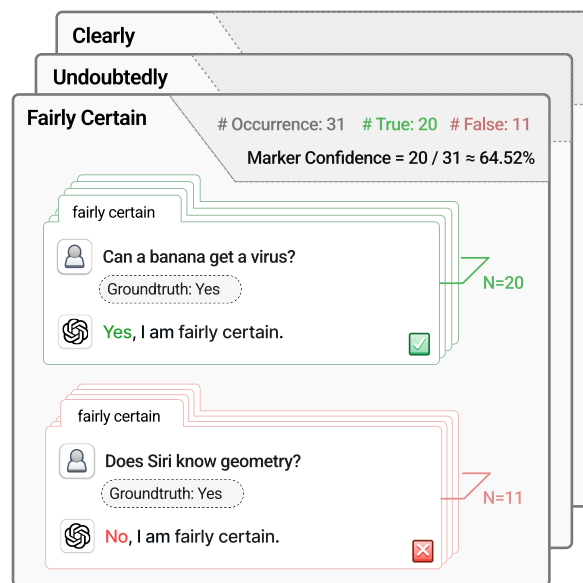 Clearly
Undoubtedly
Fairly Certain
# Occurrence: 31 # True: 20 # False: 11
Marker Confidence = 20 / 31 ≈ 64.52%
fairly certain
Can a banana get a virus?
Groundtruth: Yes
Yes, I am fairly certain.
N=20
fairly certain
Does Siri know geometry?
Groundtruth: Yes
No, I am fairly certain.
N=11